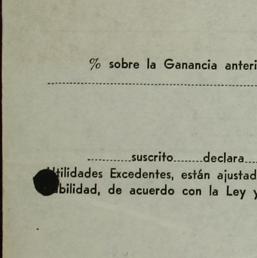 % sobre la Ganancia anteri
suscrito declara
tilidades Excedentes, están ajustad
bilidad, de acuerdo con la Ley y